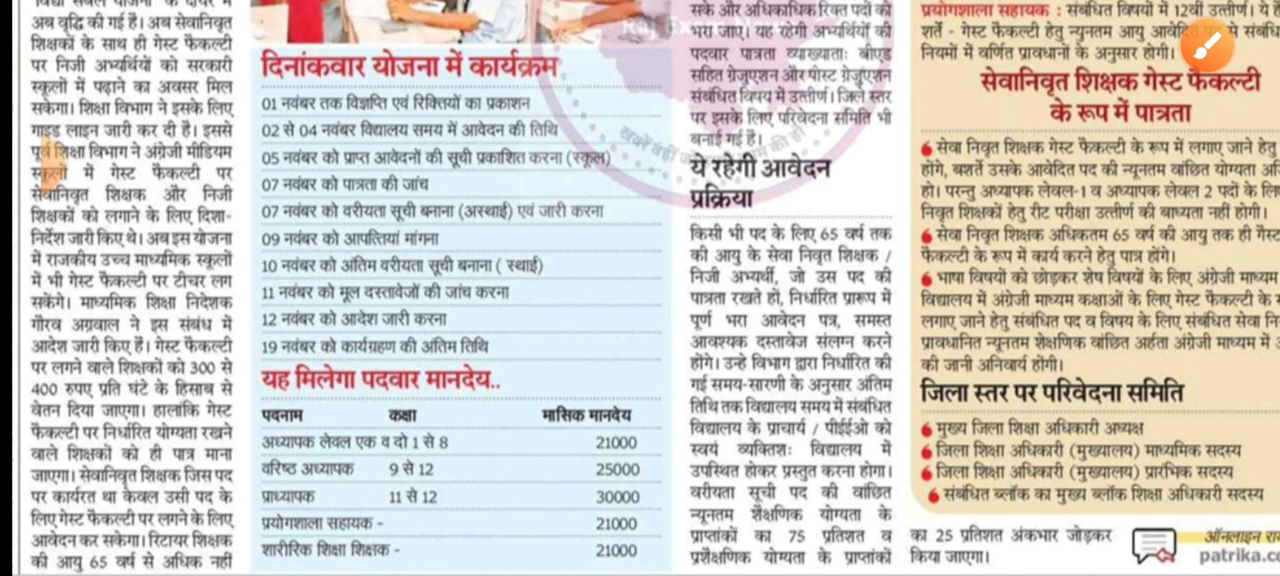 अब वृद्धि की गई है। अब सेवानिवृत
शिक्षकों के साथ ही गेस्ट फैकल्टी
पर निजी अभ्यर्थियों को सरकारी
स्कूलों में पढ़ाने का अवसर मिल
सकेगा। शिक्षा विभाग ने इसके लिए
गाइड लाइन जारी कर दी है। इससे
पूर्व शिक्षा विभाग ने अंग्रेजी मीडियम
स्कूलों में गेस्ट फैकल्टी पर
सेवानिवृत शिक्षक और निजी
शिक्षकों को लगाने के लिए दिशा-
निर्देश जारी किए थे। अब इस योजना
में राजकीय उच्च माध्यमिक स्कूलों
में भी गेस्ट फैकल्टी पर टीचर लग
सकेंगे। माध्यमिक शिक्षा निदेशक
गौरव अग्रवाल ने इस संबंध में
आदेश जारी किए है। गेस्ट फैकल्टी
पर लगने वाले शिक्षकों को 300 से
400 रुपए प्रति घंटे के हिसाब से
वेतन दिया जाएगा। हालांकि गेस्ट
फैकल्टी पर निर्धारित योग्यता रखने
वाले शिक्षकों को ही पात्र माना
जाएगा। सेवानिवृत शिक्षक जिस पद
पर कार्यरत था केवल उसी पद के
लिए गेस्ट फैकल्टी पर लगने के लिए
आवेदन कर सकेगा। रिटायर शिक्षक
की आयु 65 वर्ष से अधिक नहीं
दिनांकवार योजना में कार्यक्रम
01 नवंबर तक विज्ञप्ति एवं रिक्तियों का प्रकाशन
02 से 04 नवंबर विद्यालय समय में आवेदन की तिथि
05 नवंबर को प्राप्त आवेदनों की सूची प्रकाशित करना (स्कूल)
07 नवंबर को पात्रता की जांच
07 नवंबर को वरीयता सूची बनाना (अस्थाई) एवं जारी करना
09 नवंबर को आपत्तियां मांगना
10 नवंबर को अंतिम वरीयता सूची बनाना ( स्थाई)
11 नवंबर को मूल दस्तावेजों की जांच करना
12 नवंबर को आदेश जारी करना
19 नवंबर को कार्यग्रहण की अंतिम तिथि
यह मिलेगा पदवार मानदेय..
पदनाम कक्षा मासिक मानदेय
अध्यापक लेवल एक व दो 1 से 8 21000
वरिष्ठ अध्यापक 9 से 12 25000
प्राध्यापक 11 से 12 30000
प्रयोगशाला सहायक - 21000
शारीरिक शिक्षा शिक्षक - 21000
सके और अधिकाधिक रिक्त पदों को
भरा जाए। यह रहेगी अभ्यर्थियों की
पदवार पात्रता व्याख्याताः बीएड
सहित ग्रेजुएशन और पोस्ट ग्रेजुएशन
संबंधित विषय में उत्तीर्ण। जिले स्तर
पर इसके लिए परिवेदना समिति भी
बनाई गई है।
ये रहेगी आवेदन
प्रक्रिया
किसी भी पद के लिए 65 वर्ष तक
की आयु के सेवा निवृत शिक्षक /
निजी अभ्यर्थी, जो उस पद की
पात्रता रखते हो, निर्धारित प्रारूप में
पूर्ण भरा आवेदन पत्र, समस्त
आवश्यक दस्तावेज संलग्न करने
होंगे। उन्हे विभाग द्वारा निर्धारित की
गई समय-सारणी के अनुसार अंतिम
तिथि तक विद्यालय समय में संबंधित
विद्यालय के प्राचार्य / पीईईओ को
स्वयं व्यक्तिशः विद्यालय में
उपस्थित होकर प्रस्तुत करना होगा।
वरीयता सूची पद की वांछित
न्यूनतम शैक्षणिक योग्यता के
प्राप्तांकों का 75 प्रतिशत व
प्रशैक्षणिक योग्यता के प्राप्तांकों
प्रयोगशाला सहायक : संबंधित विषयों में 12वीं उत्तीर्ण। ये
शर्ते - गेस्ट फैकल्टी हेतु न्यूनतम आयु आवेदित से
नियमों में वर्णित प्रावधानों के अनुसार होगी।
सेवानिवृत शिक्षक गेस्ट फैकल्टी
के रूप में पात्रता
सेवा निवृत शिक्षक गेस्ट फैकल्टी के रूप में लगाए जाने हेतु
होंगे, बशर्ते उसके आवेदित पद की न्यूनतम वांछित योग्यता
हो। परन्तु अध्यापक लेवल-1 व अध्यापक लेवल 2 पदों के
निवृत शिक्षकों हेतु रीट परीक्षा उत्तीर्ण की बाध्यता नहीं होगी।
सेवा निवृत शिक्षक अधिकतम 65 वर्ष की आयु तक ही गैस्ट
फैकल्टी के रूप में कार्य करने हेतु पात्र होंगे।
भाषा विषयों को छोड़कर शेष विषयों के लिए अंग्रेजी माध्यम
विद्यालय में अंग्रेजी माध्यम कक्षाओं के लिए गेस्ट फैकल्टी के
लगाए जाने हेतु संबंधित पद व विषय के लिए संबंधित सेवा
प्रावधानित न्यूनतम शैक्षणिक वांछित अर्हता अंग्रेजी माध्यम में
की जानी अनिवार्य होंगी।
जिला स्तर पर परिवेदना समिति
मुख्य जिला शिक्षा अधिकारी अध्यक्ष
जिला शिक्षा अधिकारी (मुख्यालय) माध्यमिक सदस्य
जिला शिक्षा अधिकारी (मुख्यालय) प्रारंभिक सदस्य
संबंधित ब्लॉक का मुख्य ब्लॉक शिक्षा अधिकारी सदस्य
का 25 प्रतिशत अंकभार जोड़कर
किया जाएगा।
ऑनलाइन
patrika.co